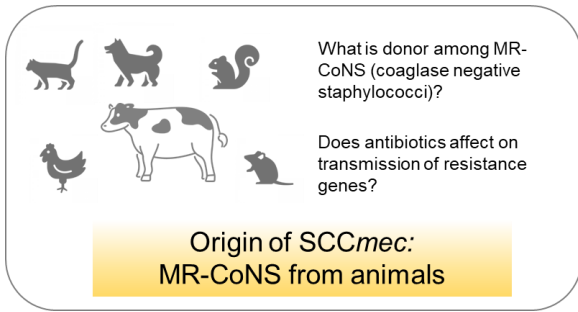 What is donor among MR-
CoNS (coaglase negative
staphylococci)?
Does antibiotics affect on
transmission of resistance
genes?
Origin of SCCmec:
MR-CoNS from animals